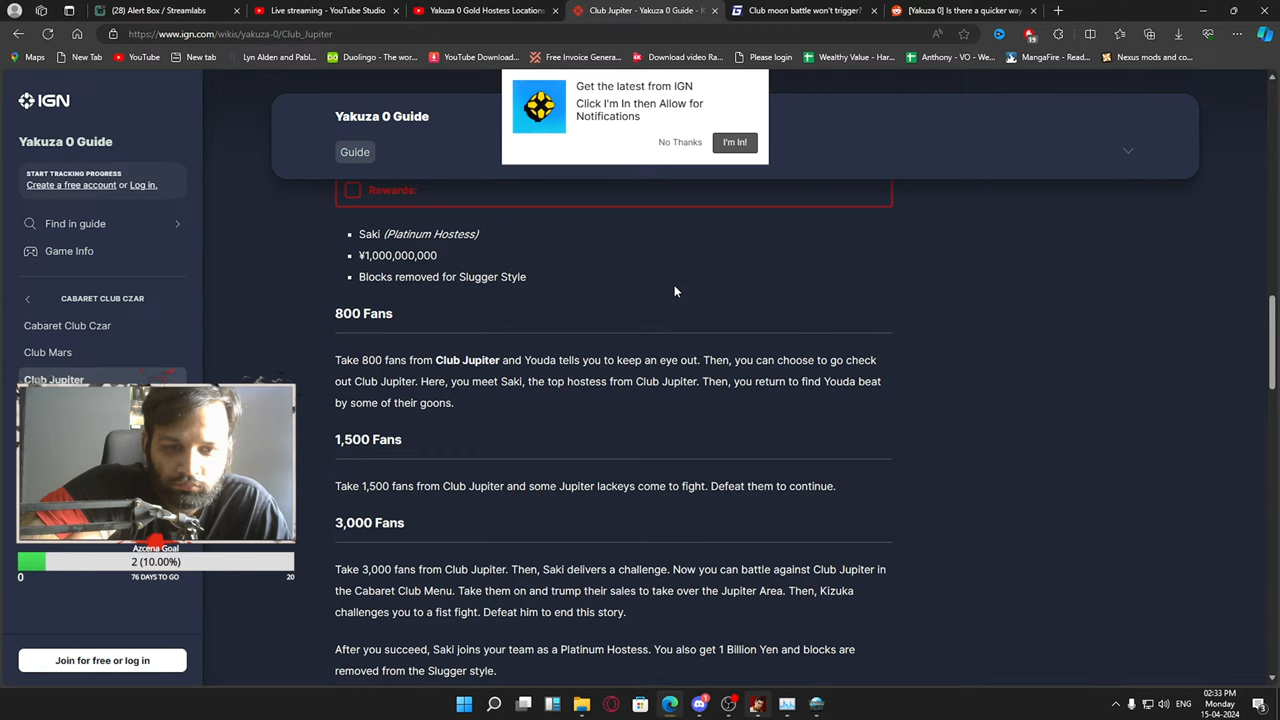 (28) Alert Box / Streamlabs
Live streaming - YouTube Studio
Yakuza 0 Gold Hostess Locations
Club Jupiter - Yakuza 0 Guide - I
Club moon battle won't trigger?
[Yakuza 0] Is there a quicker way
https://www.ign.com/wikis/yakuza-0/Club_Jupiter
Maps
New Tab
YouTube
Lyn Alden and Pabl...
Duolingo - The wor...
YouTube Download...
Free Invoice Genera...
Download video Ra...
Please login
Wealthy Value - Har...
Anthony - VO - We...
MangaFire - Read...
Nexus mods and co...
IGN
Yakuza 0 Guide
START TRACKING PROGRESS
Create a free account or Log in.
Find in guide
Game Info
CABARET CLUB CZAR
Cabaret Club Czar
Club Mars
Club Jupiter
Azcena Goal
2 (10.00%)
0
76 DAYS TO GO
20
Join for free or log in
Yakuza 0 Guide
Guide
Get the latest from IGN
Click I'm In then Allow for
Notifications
No Thanks
I'm In!
Rewards:
Saki (Platinum Hostess)
¥1,000,000,000
Blocks removed for Slugger Style
800 Fans
Take 800 fans from Club Jupiter and Youda tells you to keep an eye out. Then, you can choose to go check
out Club Jupiter. Here, you meet Saki, the top hostess from Club Jupiter. Then, you return to find Youda beat
by some of their goons.
1,500 Fans
Take 1,500 fans from Club Jupiter and some Jupiter lackeys come to fight. Defeat them to continue.
3,000 Fans
Take 3,000 fans from Club Jupiter. Then, Saki delivers a challenge. Now you can battle against Club Jupiter in
the Cabaret Club Menu. Take them on and trump their sales to take over the Jupiter Area. Then, Kizuka
challenges you to a fist fight. Defeat him to end this story.
After you succeed, Saki joins your team as a Platinum Hostess. You also get 1 Billion Yen and blocks are
removed from the Slugger style.
02:33 PM
Monday
15-04-2024